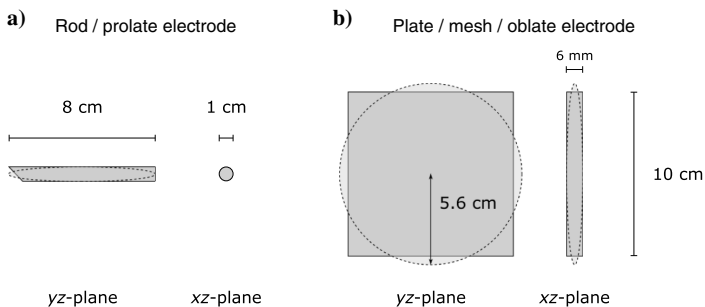 a) Rod / prolate electrode
8 cm
1 cm
yz-plane
xz-plane
b) Plate / mesh / oblate electrode
6 mm
5.6 cm
10 cm
yz-plane
xz-plane